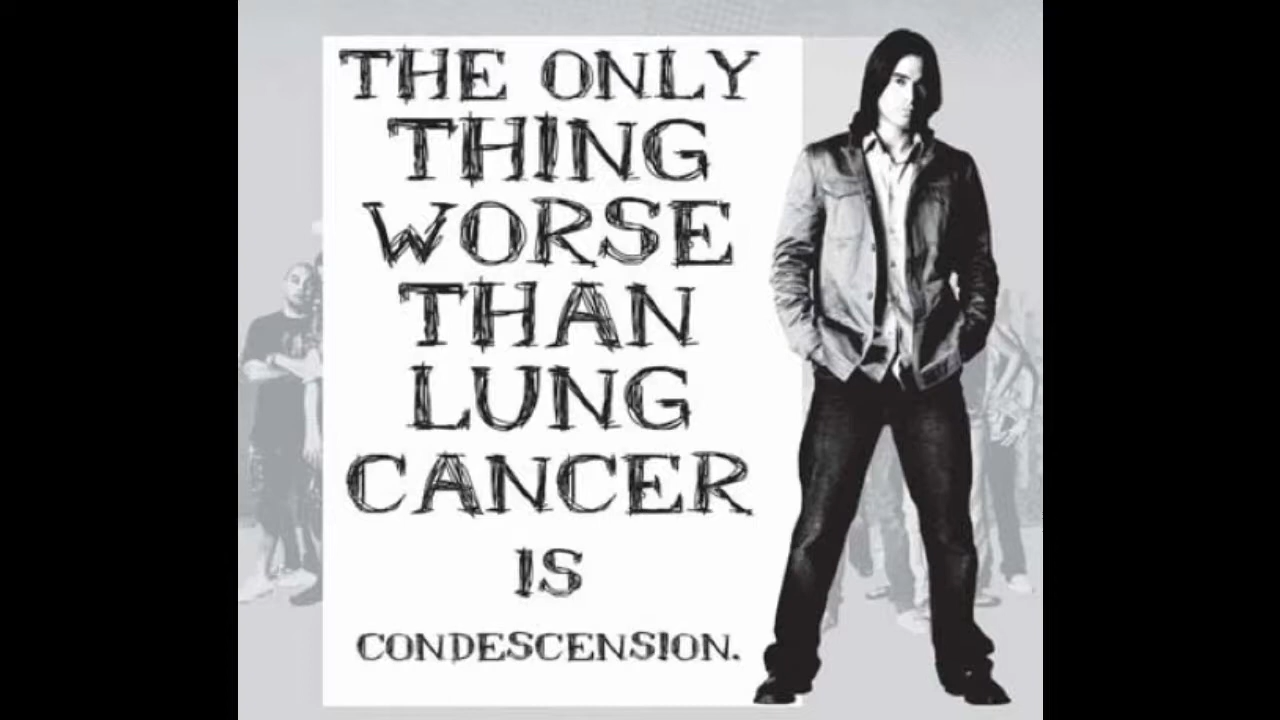 THE ONLY
THING
WORSE
THAN
LUNG
CANCER
IS
CONDESCENSION.